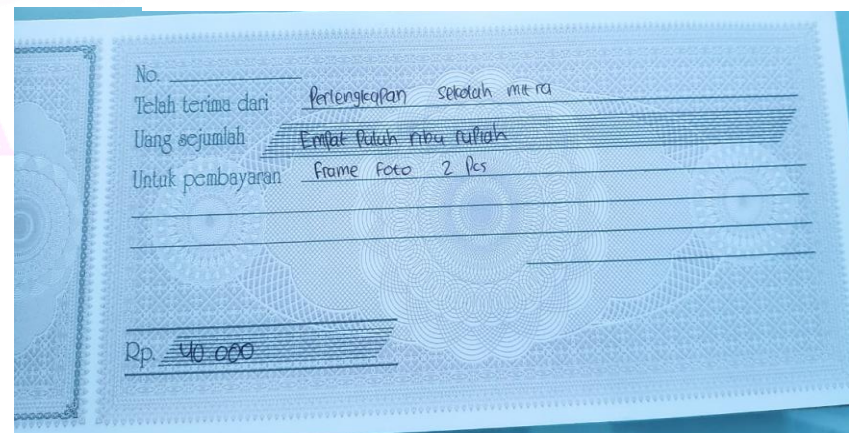 No.
Telah terima dari Perlengkapan sekolah mitra
Uang sejumlah Empat Puluh ribu rupiah
Untuk pembayaran Frame Foto 2 Pcs
Rp. 40 000